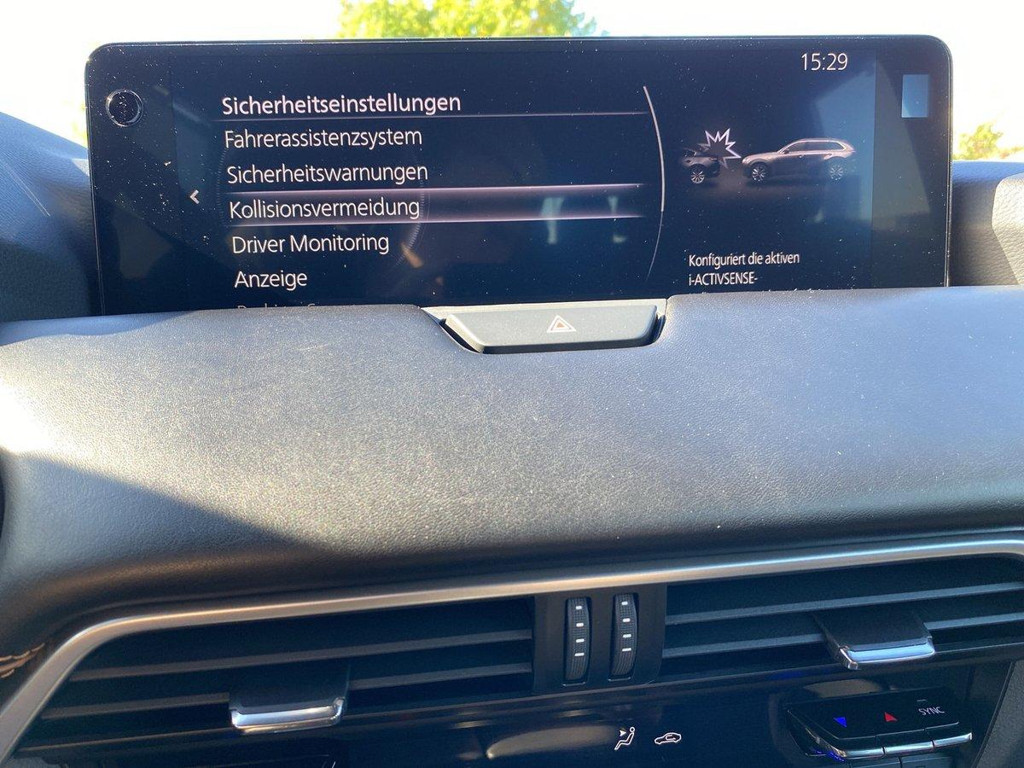 15:29
Sicherheitseinstellungen
Fahrerassistenzsystem
Sicherheitswarnungen
Kollisionsvermeidung
Driver Monitoring
Anzeige
Konfiguriert die aktiven
i-ACTIVSENSE-
SYNC